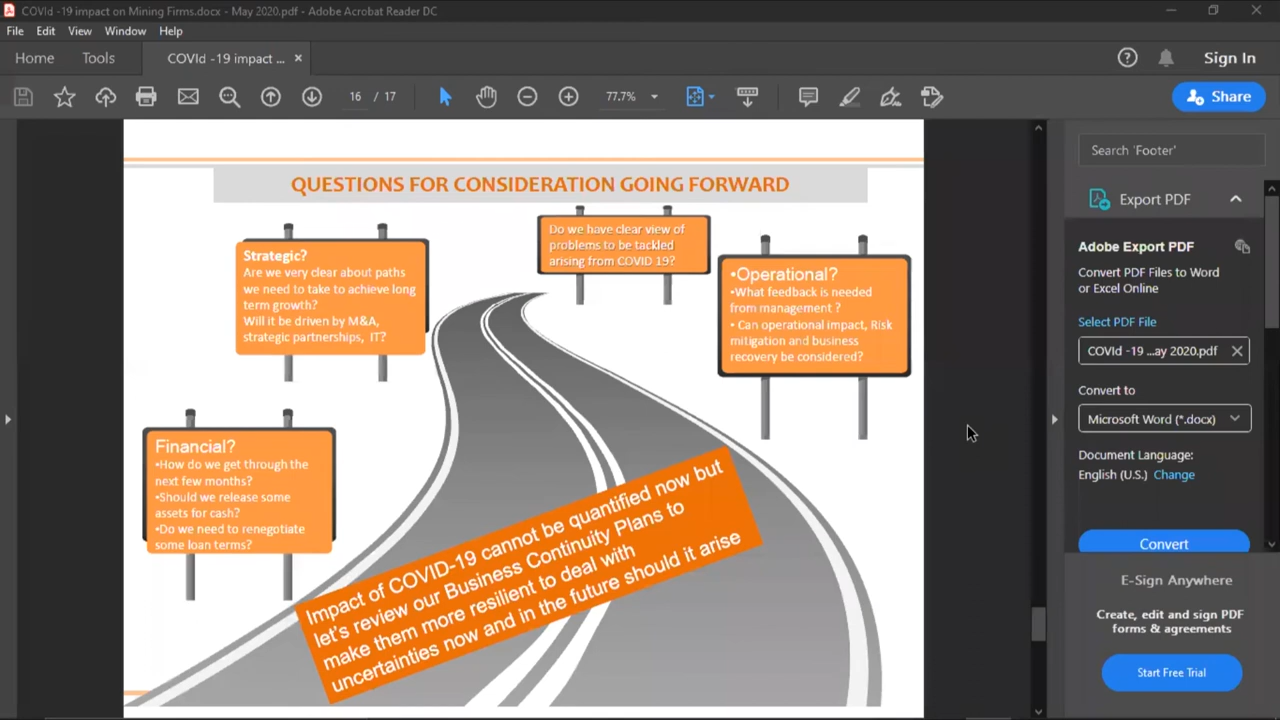 COVId -19 impact on Mining Firms.docx - May 2020.pdf - Adobe Acrobat Reader DC
File Edit View Window Help
Home Tools COVId -19 impact ... × Sign In
16 / 17 77.7% Share
QUESTIONS FOR CONSIDERATION GOING FORWARD
Strategic?
Are we very clear about paths
we need to take to achieve long
term growth?
Will it be driven by M&A,
strategic partnerships, IT?
Do we have clear view of
problems to be tackled
arising from COVID 19?
•Operational?
•What feedback is needed
from management ?
• Can operational impact, Risk
mitigation and business
recovery be considered?
Financial?
•How do we get through the
next few months?
•Should we release some
assets for cash?
•Do we need to renegotiate
some loan terms?
Impact of COVID-19 cannot be quantified now but
let's review our Business Continuity Plans to
make them more resilient to deal with
uncertainties now and in the future should it arise
Search 'Footer'
Export PDF
Adobe Export PDF
Convert PDF Files to Word
or Excel Online
Select PDF File
COVId -19 ...ay 2020.pdf
Convert to
Microsoft Word (*.docx)
Document Language:
English (U.S.) Change
Convert
E-Sign Anywhere
Create, edit and sign PDF
forms & agreements
Start Free Trial